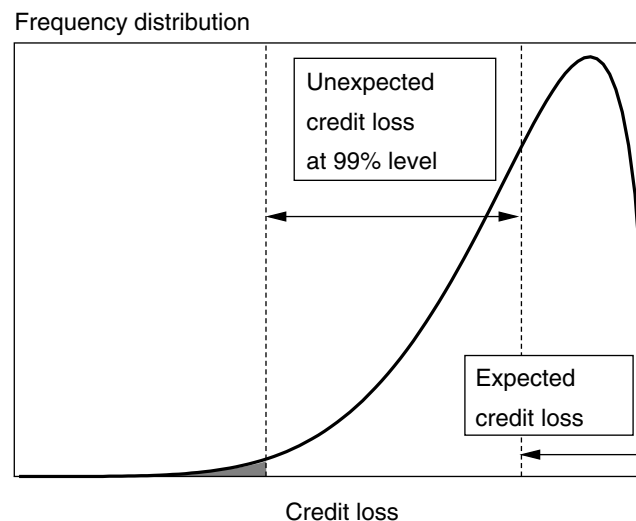 Frequency distribution
Unexpected
credit loss
at 99% level
Expected
credit loss
Credit loss